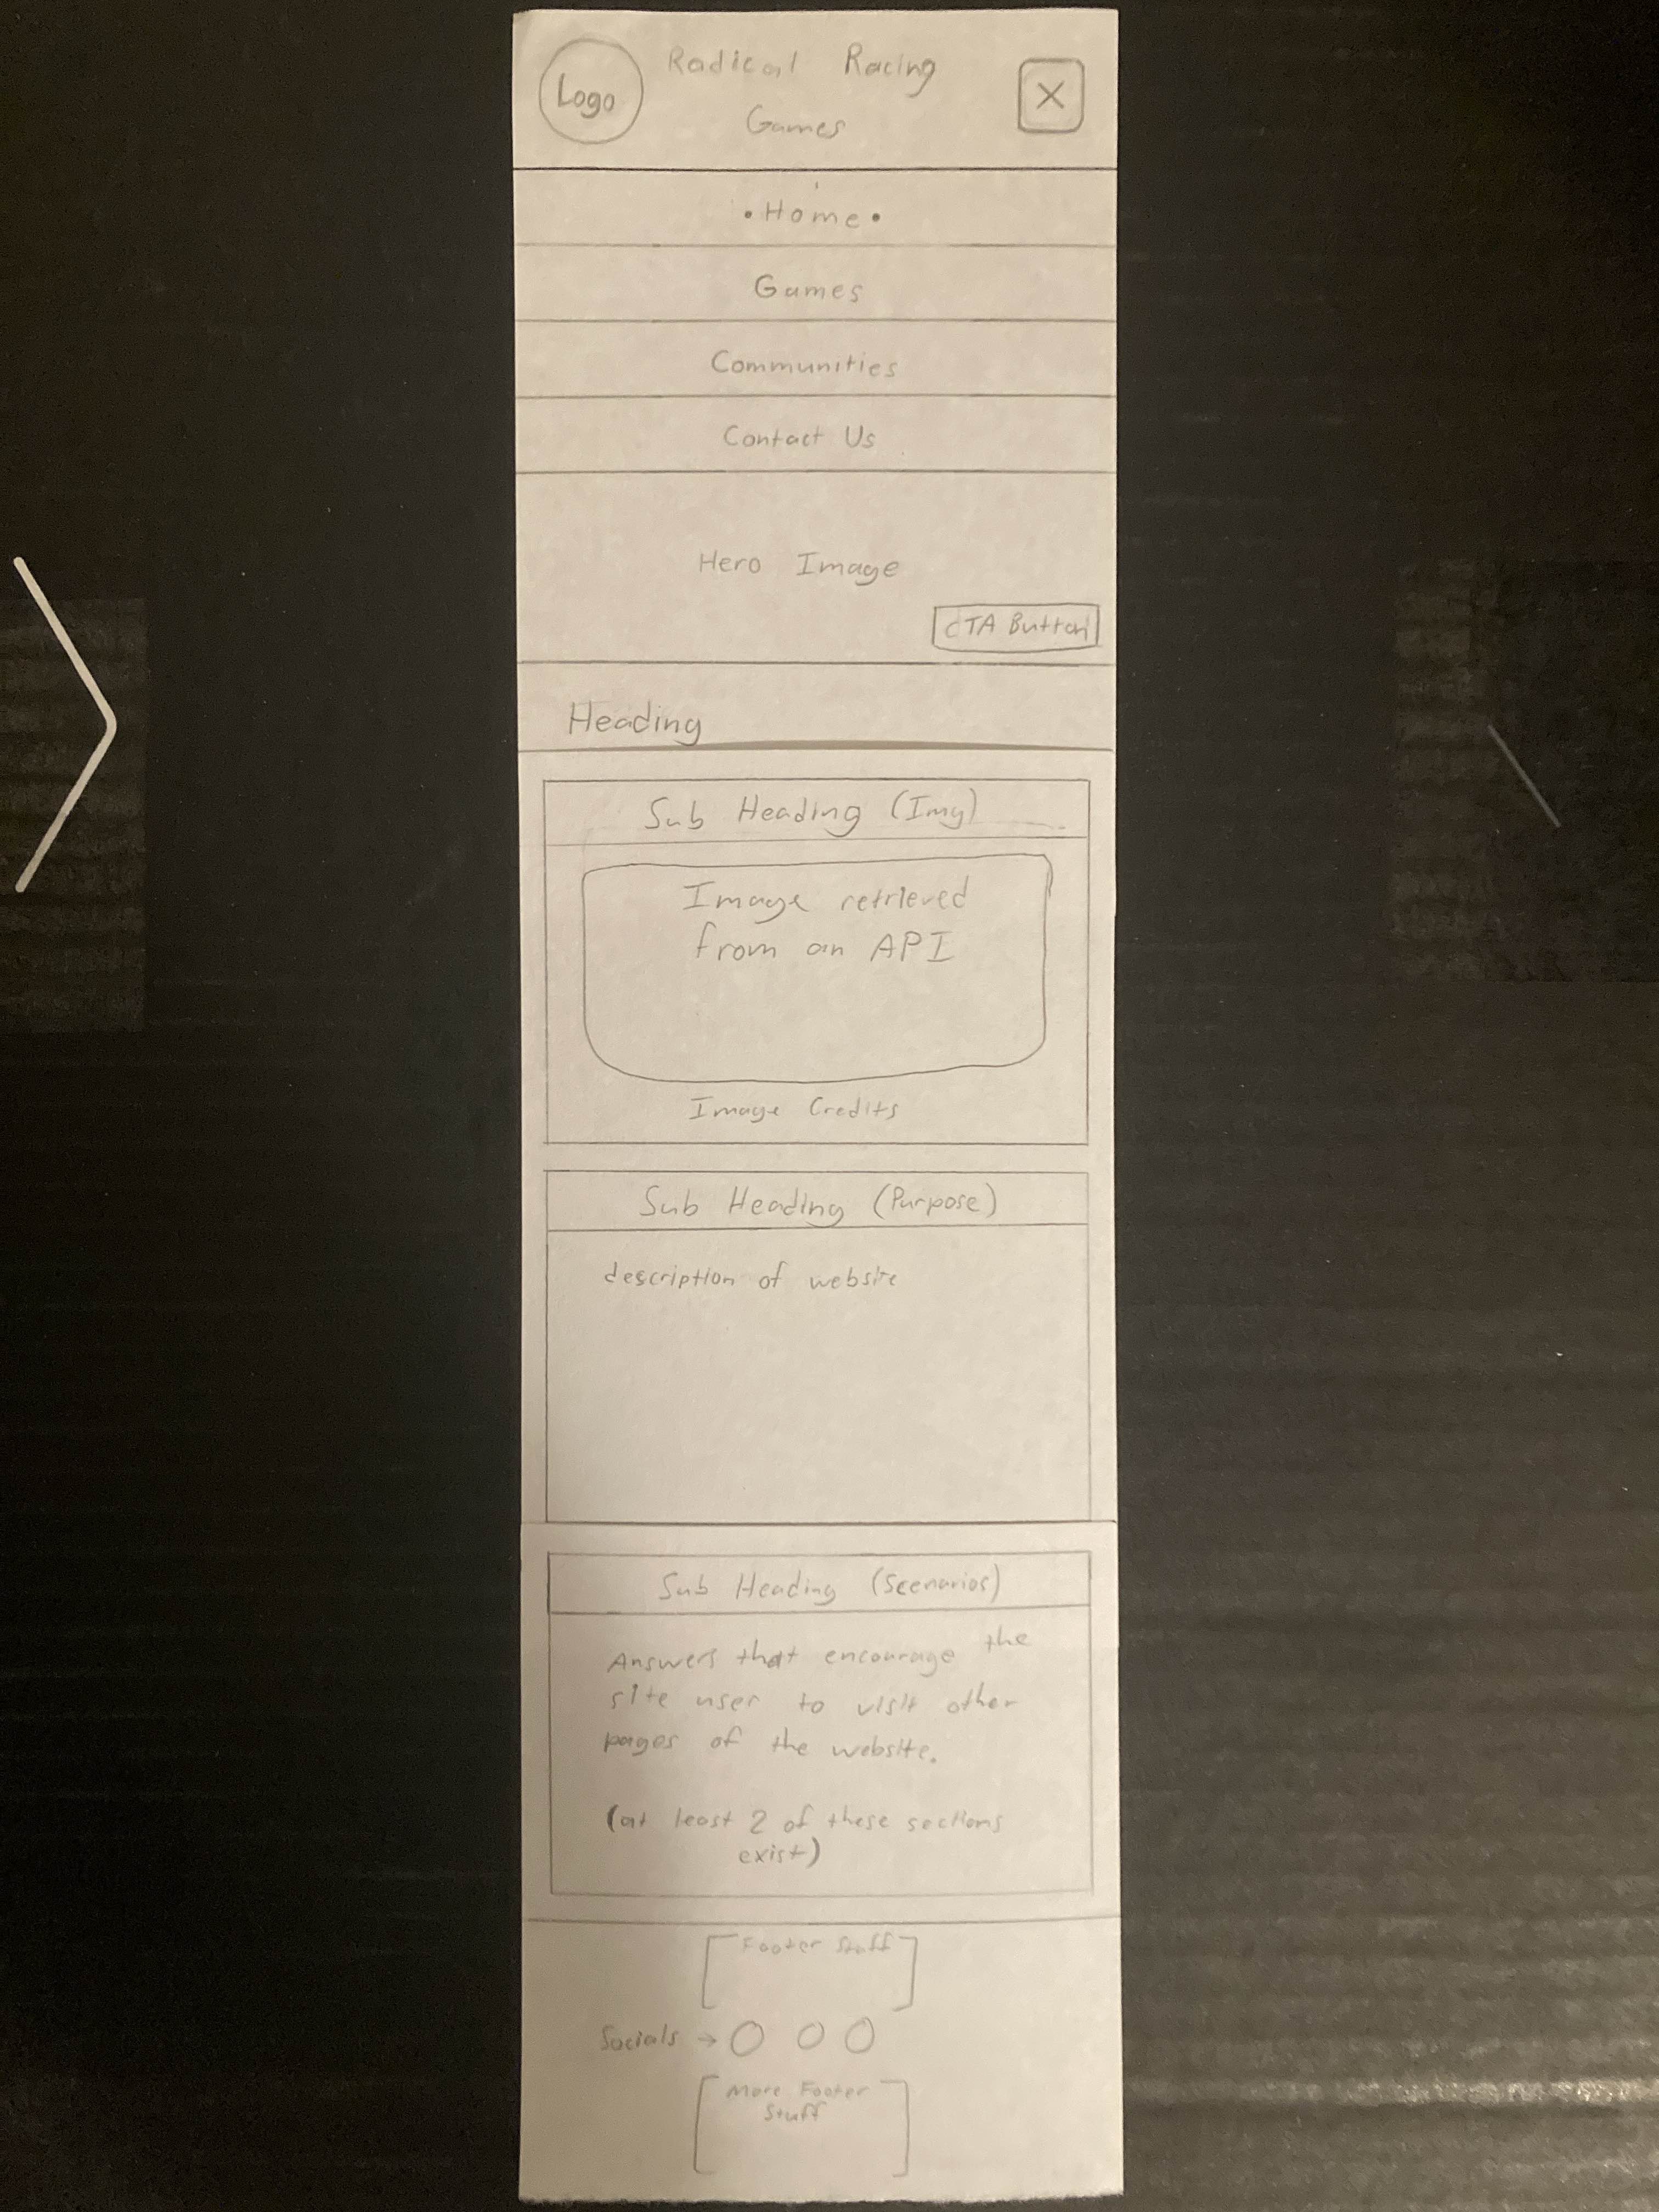 Logo
Radical Racing
Games
X
• Home •
Games
Communities
Contact Us
Hero Image
CTA Button
Heading
Sub Heading (Img)
Image retrieved
from an API
Image Credits
Sub Heading (Purpose)
description of website
Sub Heading (Scenarios)
Answers that encourage the
site user to visit other
pages of the website.
(at least 2 of these sections
exist)
Footer Stuff
Socials →
More Footer
Stuff